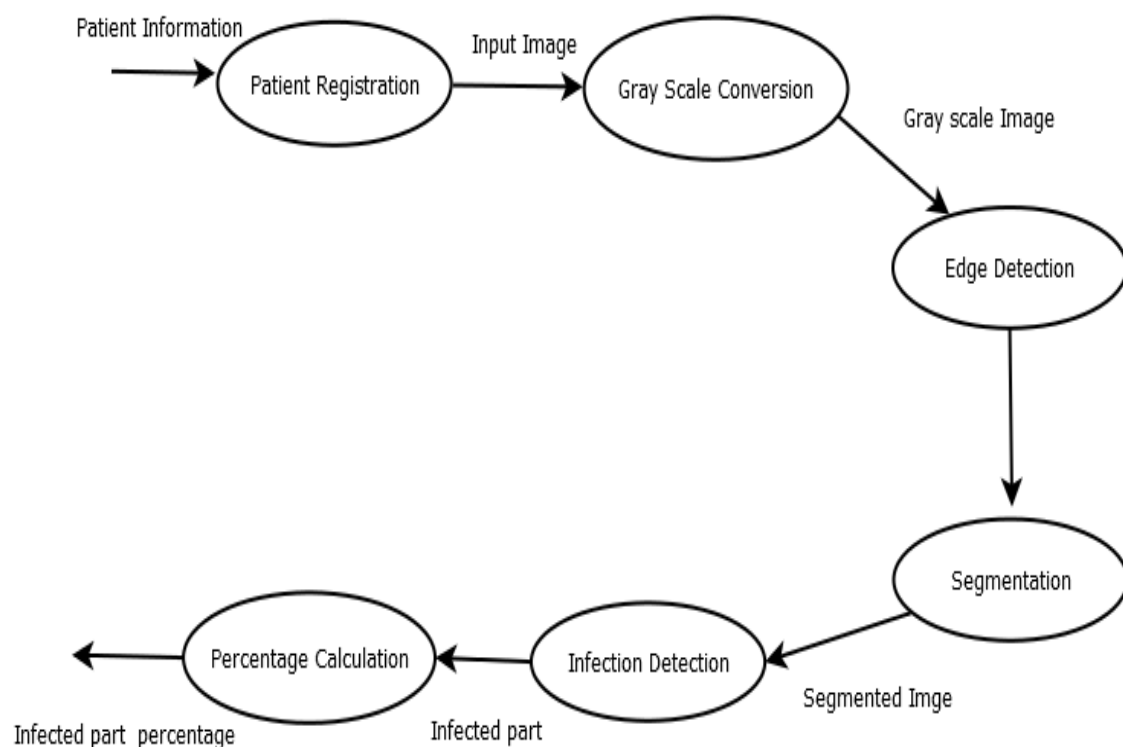 Patient Information
Patient Registration
Input Image
Gray Scale Conversion
Gray scale Image
Edge Detection
Segmentation
Segmented Imge
Infection Detection
Infected part
Percentage Calculation
Infected part percentage